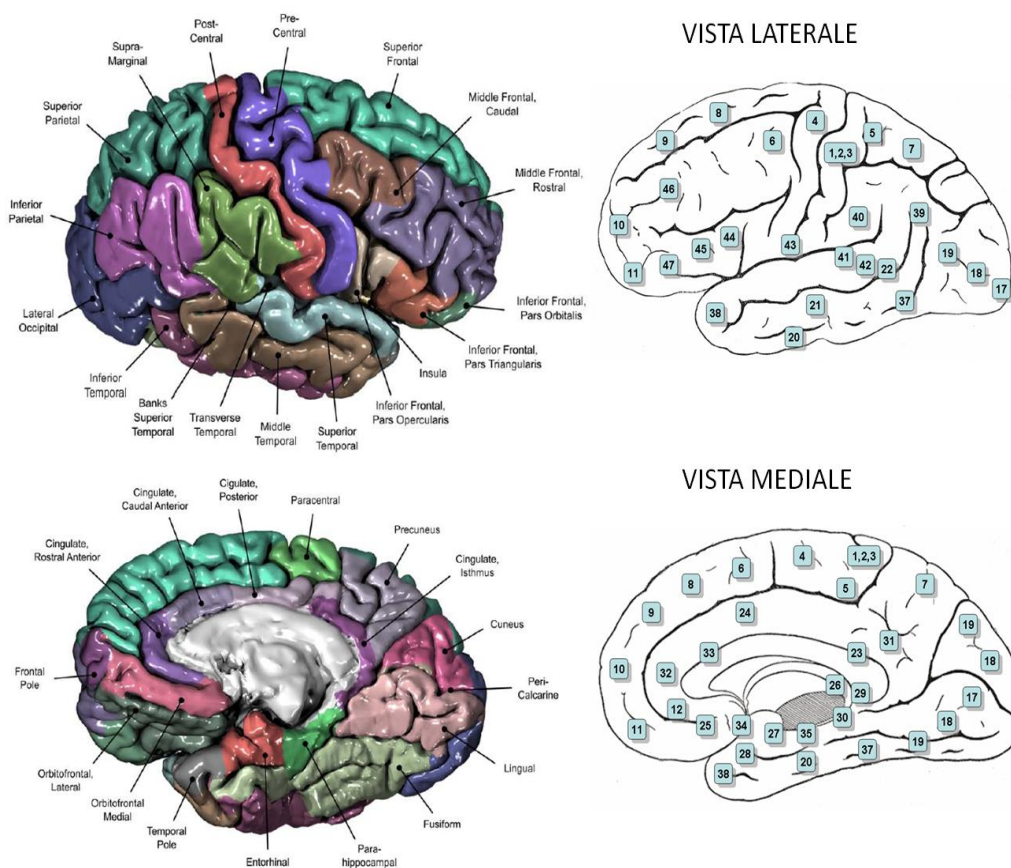 VISTA LATERALE
Post-
Central
Pre-
Central
Supra-
Marginal
Superior
Frontal
Superior
Parietal
Middle Frontal,
Caudal
Middle Frontal,
Rostral
Inferior
Parietal
Lateral
Occipital
Inferior Frontal,
Pars Orbitalis
Inferior Frontal,
Pars Triangularis
Inferior
Temporal
Insula
Banks
Superior
Temporal
Transverse
Temporal
Middle
Temporal
Superior
Temporal
Inferior Frontal,
Pars Opercularis
8
4
9
6
5
1,2,3
7
46
10
40
39
44
45
43
41
42
22
19
18
17
11
47
21
37
38
20
VISTA MEDIALE
Cingulate,
Caudal Anterior
Cigulate,
Posterior
Paracentral
Precuneus
Cingulate,
Rostral Anterior
Cingulate,
Isthmus
Cuneus
Frontal
Pole
Peri-
Calcarine
Orbitofrontal,
Lateral
Orbitofrontal
Medial
Lingual
Temporal
Pole
Fusiform
Entorhinal
Para-
hippocampal
4
1,2,3
6
8
5
7
9
24
19
31
33
23
18
10
32
26
29
17
12
30
11
25
34
27
35
18
19
28
20
37
38